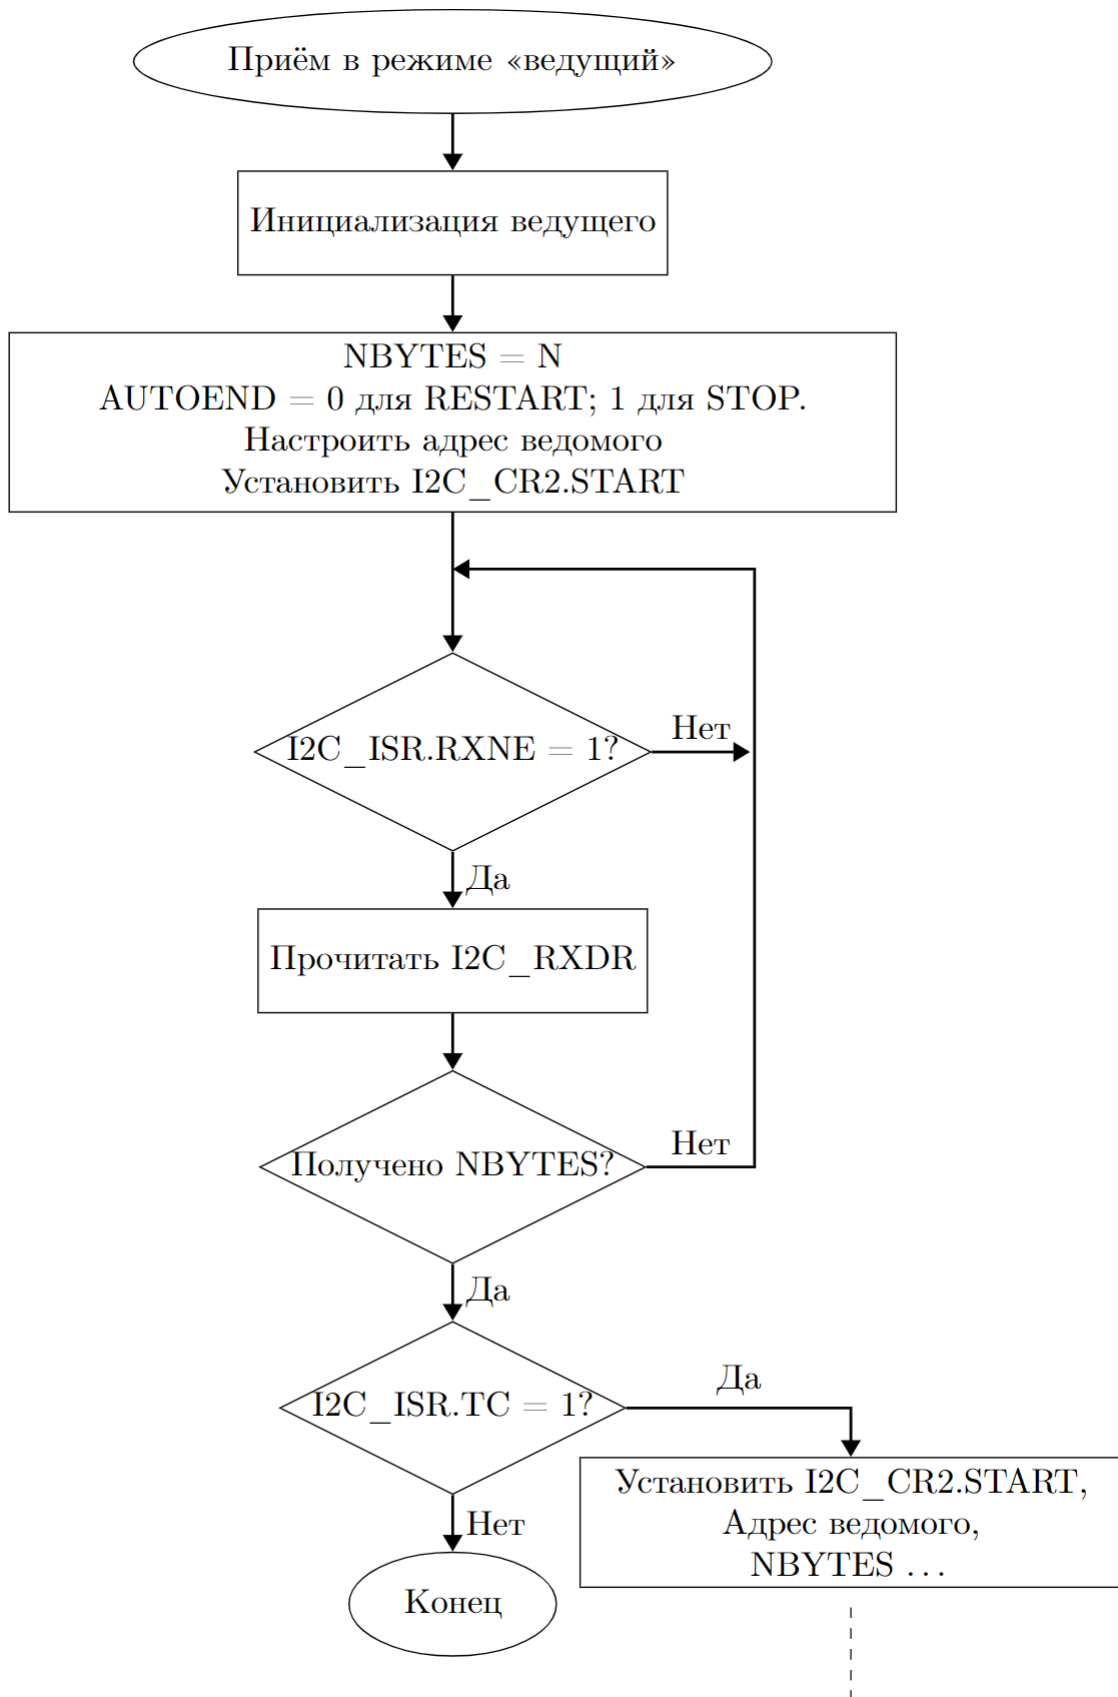 Приём в режиме «ведущий»
Инициализация ведущего
NBYTES = N
AUTOEND = 0 для RESTART; 1 для STOP.
Настроить адрес ведомого
Установить I2C_CR2.START
I2C_ISR.RXNE = 1?
Нет
Да
Прочитать I2C_RXDR
Получено NBYTES?
Нет
Да
I2C_ISR.TC = 1?
Да
Установить I2C_CR2.START,
Адрес ведомого,
NBYTES ...
Нет
Конец